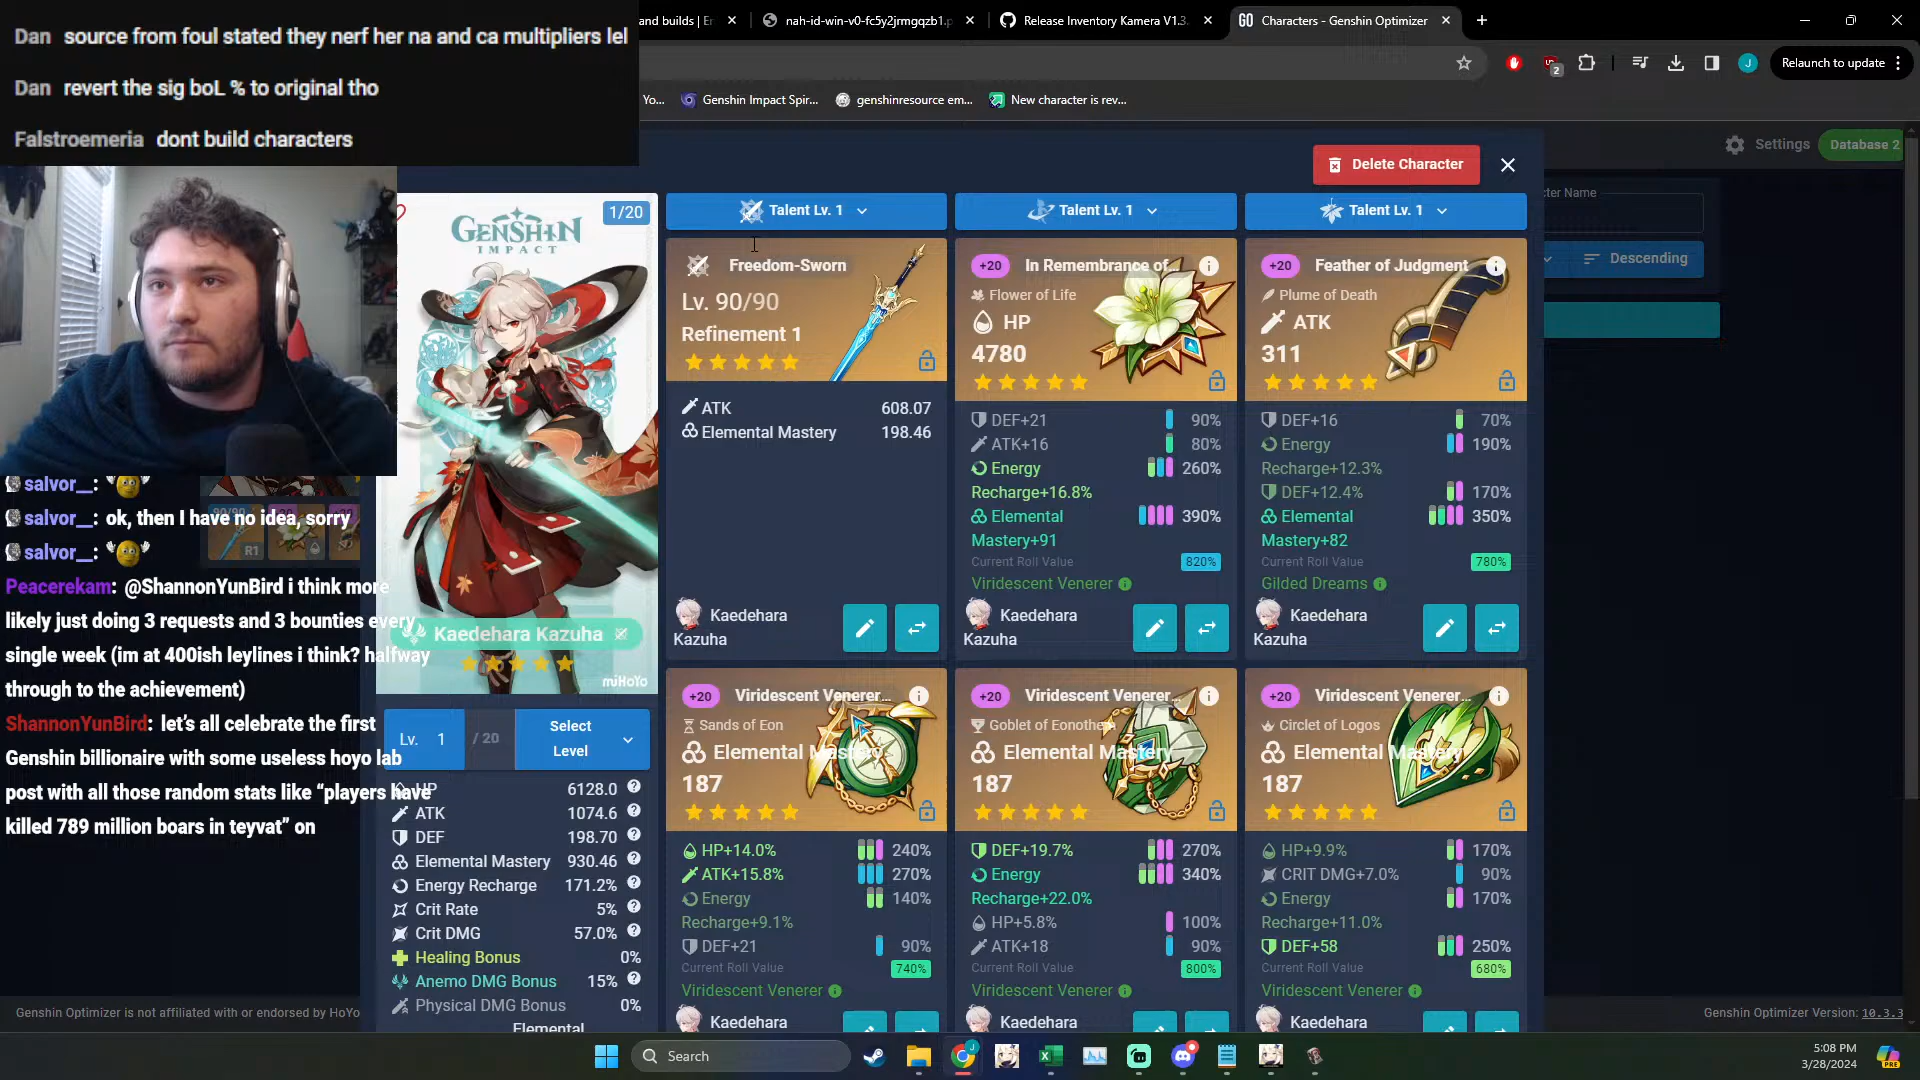 Dan source from foul stated they nerf her na and ca multipliers lel
Dan revert the sig boL % to original tho
Falstroemeria dont build characters
and builds | Er
nah-id-win-v0-fc5y2jrmgqzb1.p
Release Inventory Kamera V1.3.
GO Characters - Genshin Optimizer
2
J
Relaunch to update
Yo...
Genshin Impact Spir...
genshinresource em...
New character is rev...
Settings
Database 2
Delete Character
cter Name
Descending
GENSHIN
IMPACT
1/20
Kaedehara Kazuha
miHoYo
Talent Lv. 1
Talent Lv. 1
Talent Lv. 1
Freedom-Sworn
Lv. 90/90
Refinement 1
ATK 608.07
Elemental Mastery 198.46
Kaedehara
Kazuha
+20 In Remembrance of...
Flower of Life
HP
4780
DEF+21 90%
ATK+16 80%
Energy 260%
Recharge+16.8%
Elemental 390%
Mastery+91
Current Roll Value 820%
Viridescent Venerer
Kaedehara
Kazuha
+20 Feather of Judgment
Plume of Death
ATK
311
DEF+16 70%
Energy 190%
Recharge+12.3%
DEF+12.4% 170%
Elemental 350%
Mastery+82
Current Roll Value 780%
Gilded Dreams
Kaedehara
Kazuha
salvor__:
salvor__: ok, then I have no idea, sorry
salvor__:
90/90
R1
Peacerekam: @ShannonYunBird i think more
likely just doing 3 requests and 3 bounties every
single week (im at 400ish leylines i think? halfway
through to the achievement)
ShannonYunBird: let's all celebrate the first
Genshin billionaire with some useless hoyo lab
post with all those random stats like “players have
killed 789 million boars in teyvat” on
Lv. 1 / 20
Select
Level
HP 6128.0
ATK 1074.6
DEF 198.70
Elemental Mastery 930.46
Energy Recharge 171.2%
Crit Rate 5%
Crit DMG 57.0%
Healing Bonus 0%
Anemo DMG Bonus 15%
Physical DMG Bonus 0%
Elemental
+20 Viridescent Venerer...
Sands of Eon
Elemental Mastery
187
HP+14.0% 240%
ATK+15.8% 270%
Energy 140%
Recharge+9.1%
DEF+21 90%
Current Roll Value 740%
Viridescent Venerer
Kaedehara
+20 Viridescent Venerer...
Goblet of Eonothem
Elemental Mastery
187
DEF+19.7% 270%
Energy 340%
Recharge+22.0%
HP+5.8% 100%
ATK+18 90%
Current Roll Value 800%
Viridescent Venerer
Kaedehara
+20 Viridescent Venerer...
Circlet of Logos
Elemental Mastery
187
HP+9.9% 170%
CRIT DMG+7.0% 90%
Energy 170%
Recharge+11.0%
DEF+58 250%
Current Roll Value 680%
Viridescent Venerer
Kaedehara
Genshin Optimizer is not affiliated with or endorsed by HoYo
Genshin Optimizer Version: 10.3.3
Search
5:08 PM
3/28/2024
PRE